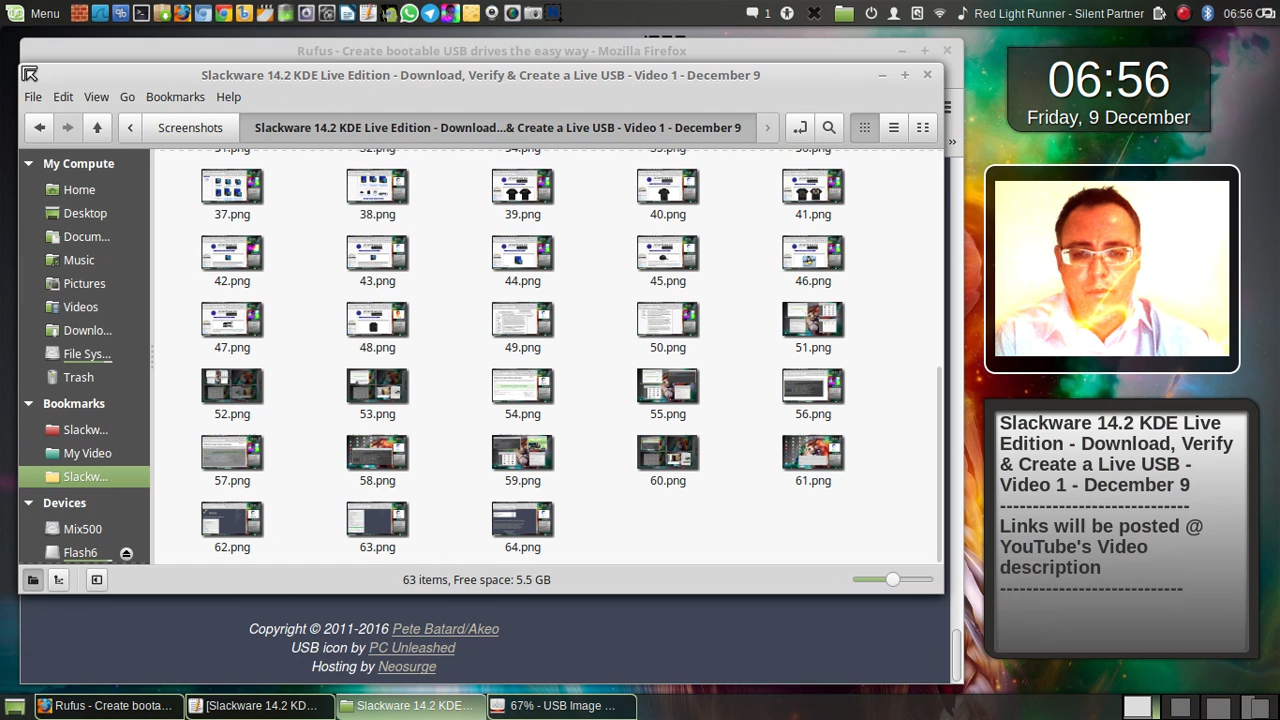 Menu
1
Red Light Runner - Silent Partner
06:56
Rufus - Create bootable USB drives the easy way - Mozilla Firefox
Slackware 14.2 KDE Live Edition - Download, Verify & Create a Live USB - Video 1 - December 9
File Edit View Go Bookmarks Help
Screenshots
Slackware 14.2 KDE Live Edition - Download...& Create a Live USB - Video 1 - December 9
My Compute
Home
Desktop
Docum...
Music
Pictures
Videos
Downlo...
File Sys...
Trash
Bookmarks
Slackw...
My Video
Slackw...
Devices
Mix500
Flash6
37.png 38.png 39.png 40.png 41.png
42.png 43.png 44.png 45.png 46.png
47.png 48.png 49.png 50.png 51.png
52.png 53.png 54.png 55.png 56.png
57.png 58.png 59.png 60.png 61.png
62.png 63.png 64.png
63 items, Free space: 5.5 GB
06:56
Friday, 9 December
Slackware 14.2 KDE Live
Edition - Download, Verify
& Create a Live USB -
Video 1 - December 9
----------------------------
Links will be posted @
YouTube's Video
description
---------------------------
Copyright © 2011-2016 Pete Batard/Akeo
USB icon by PC Unleashed
Hosting by Neosurge
Rufus - Create boota...
[Slackware 14.2 KD...
Slackware 14.2 KDE...
67% - USB Image ...